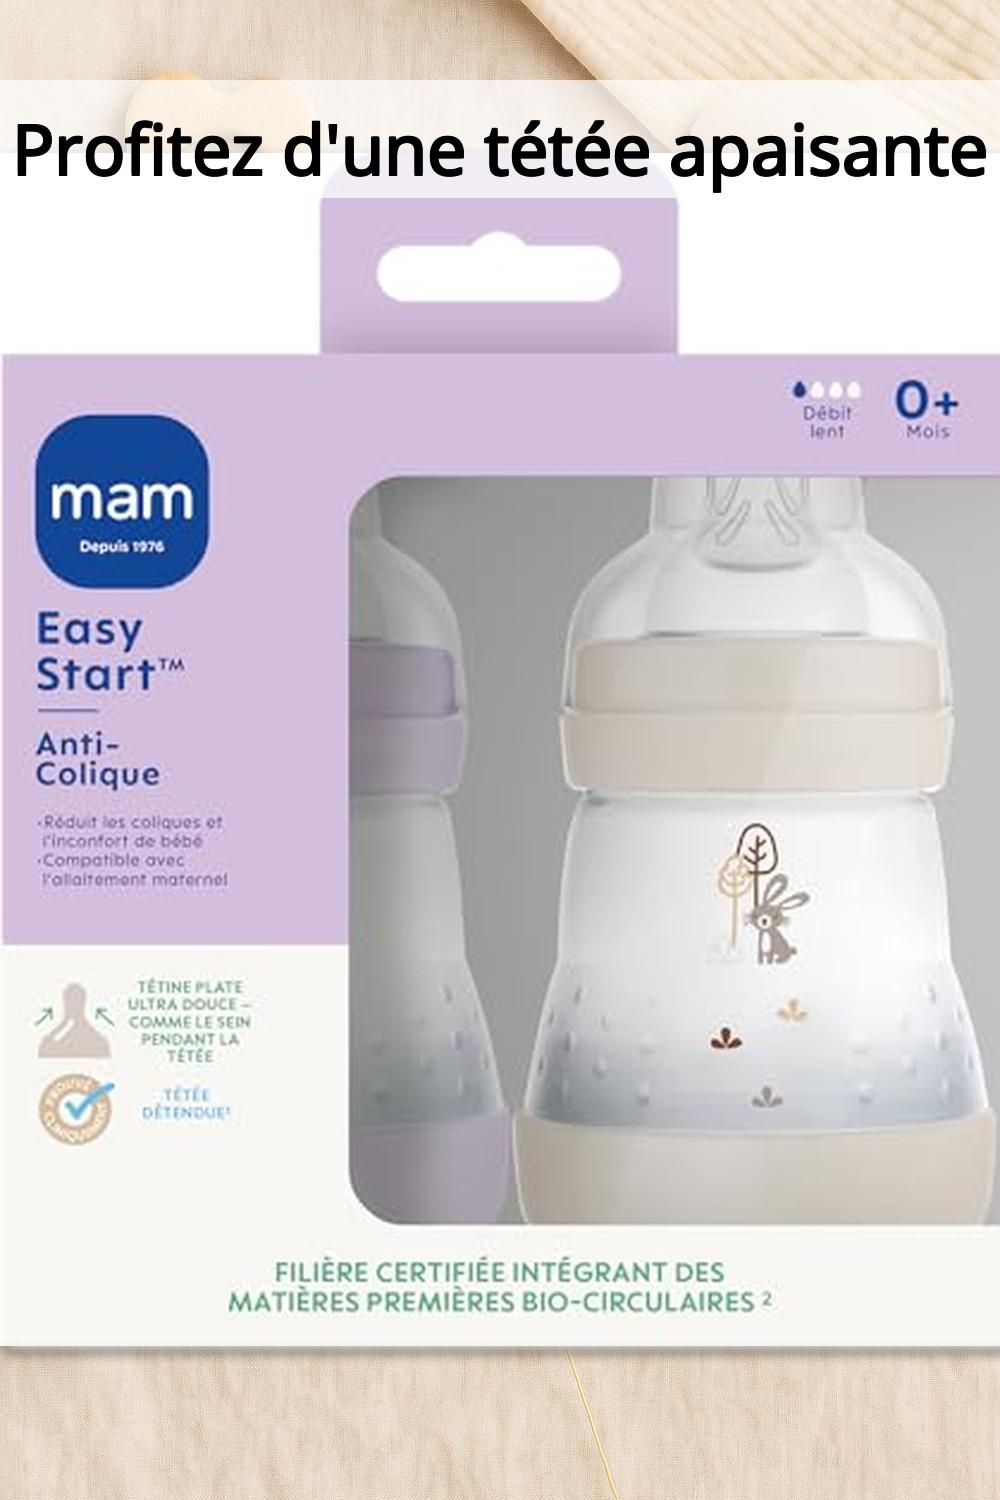 Profitez d'une tétée apaisante
Débit
lent
0+
Mois
mam
Depuis 1976
Easy
Start™
Anti-
Colique
·Réduit les coliques et
l'inconfort de bébé
·Compatible avec
l'allaitement maternel
TÉTINE PLATE
ULTRA DOUCE –
COMME LE SEIN
PENDANT LA
TÉTÉE
PROUVÉ
CLINIQUEMENT
TÉTÉE
DÉTENDUE¹
FILIÈRE CERTIFIÉE INTÉGRANT DES
MATIÈRES PREMIÈRES BIO-CIRCULAIRES ²